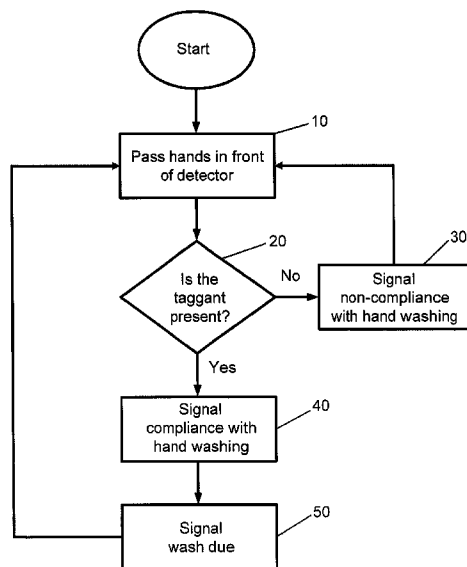 Start
10
Pass hands in front
of detector
20
Is the
taggant
present?
No
30
Signal
non-compliance
with hand washing
Yes
40
Signal
compliance with
hand washing
50
Signal
wash due